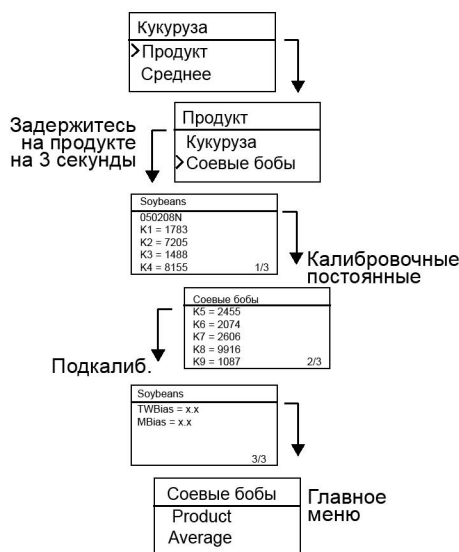 Кукуруза
>Продукт
Среднее
Задержитесь
на продукте
на 3 секунды
Продукт
Кукуруза
>Соевые бобы
Soybeans
050208N
K1 = 1783
K2 = 7205
K3 = 1488
K4 = 8155 1/3
Калибровочные
постоянные
Соевые бобы
K5 = 2455
K6 = 2074
K7 = 2606
K8 = 9916
K9 = 1087 2/3
Подкалиб.
Soybeans
TWBias = x.x
MBias = x.x
3/3
Соевые бобы
Product
Average
Главное
меню